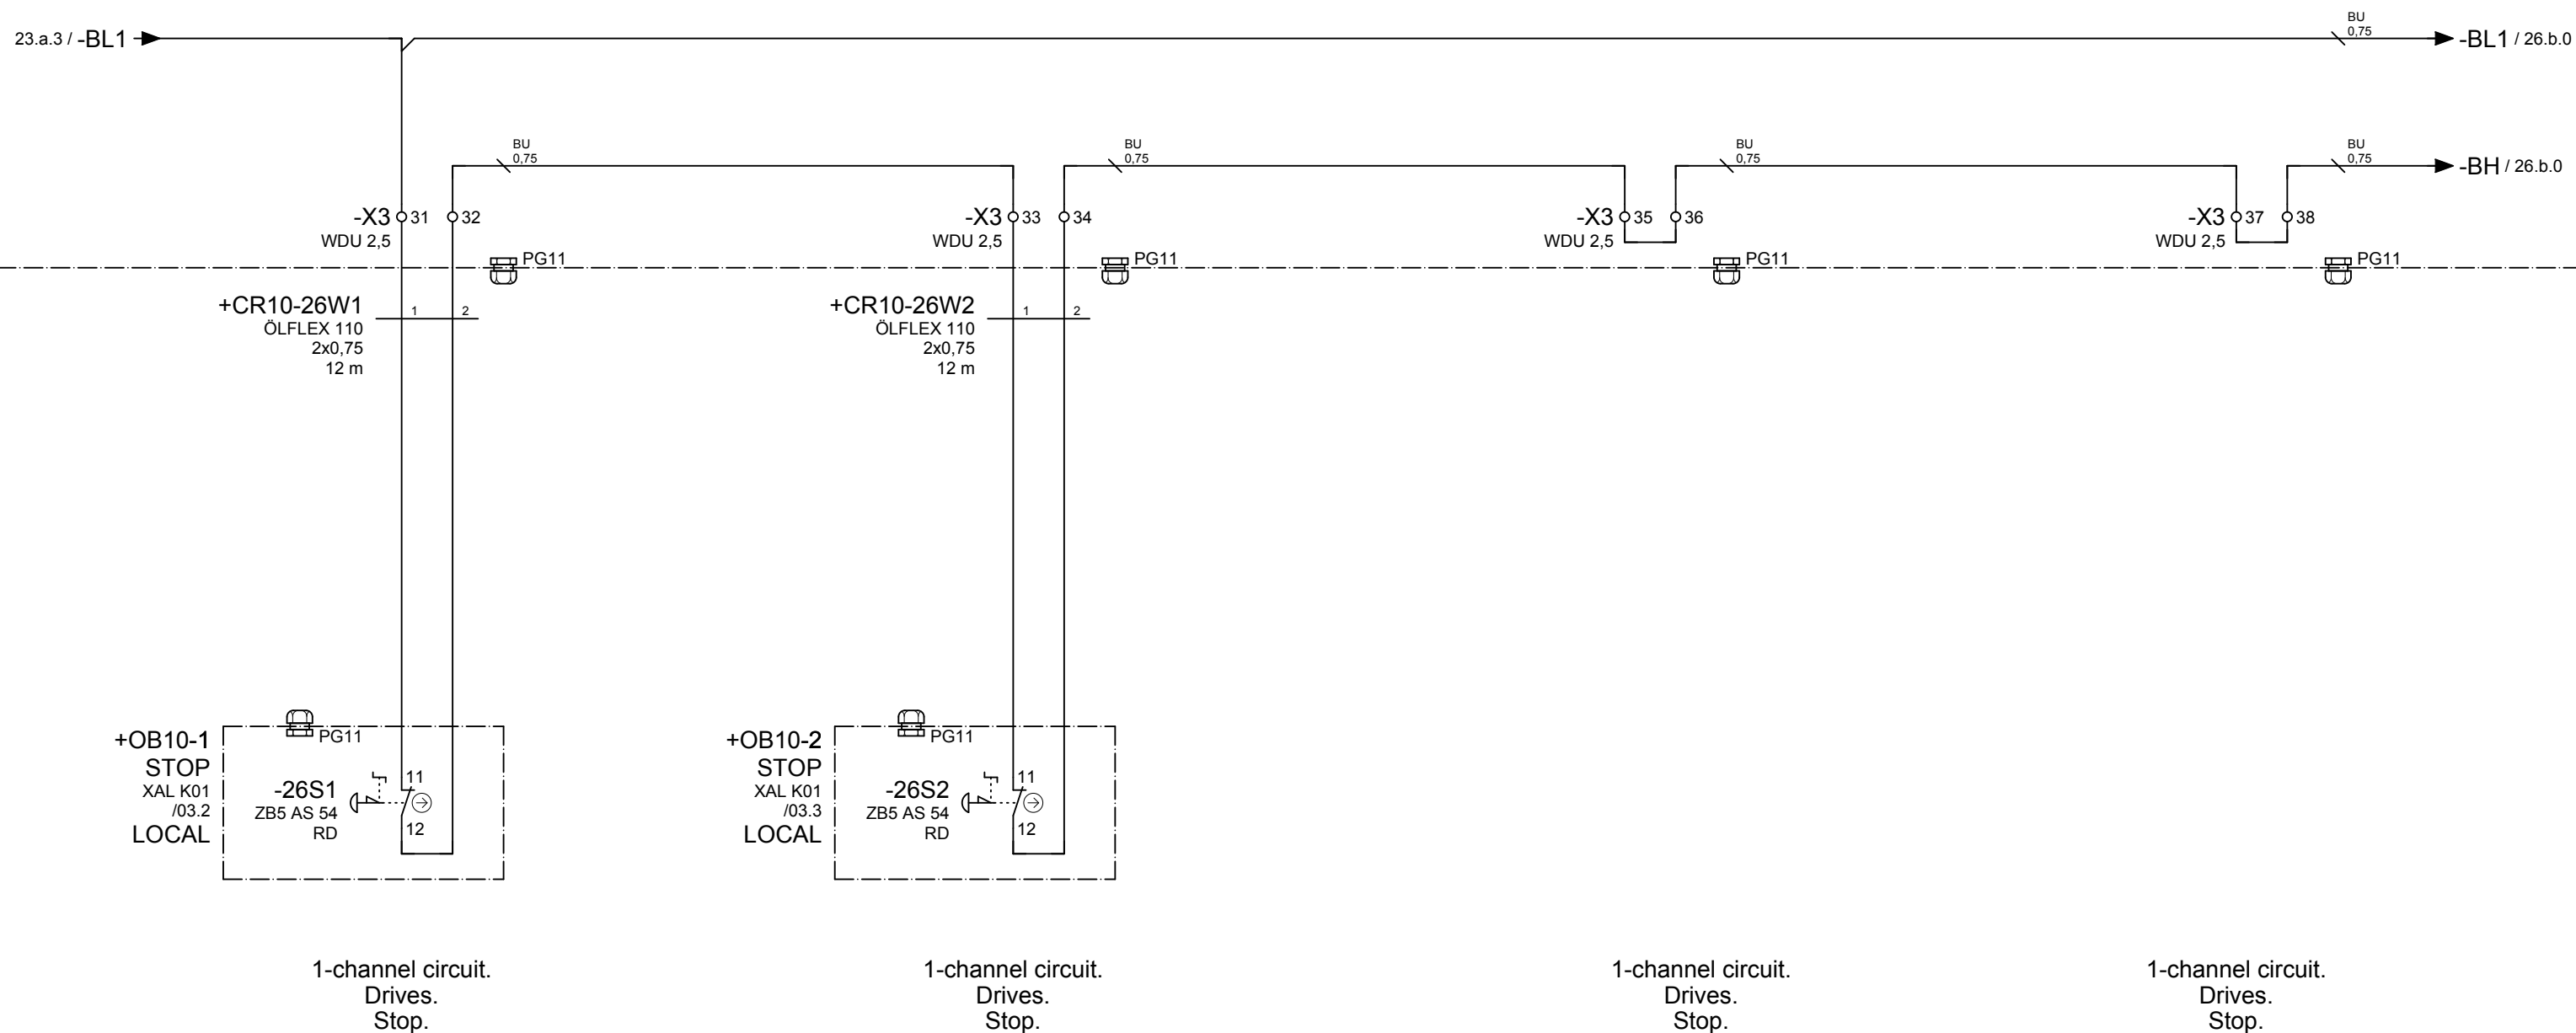 23.a.3 / -BL1
BU
0,75
-BL1 / 26.b.0
BU
0,75
BU
0,75
BU
0,75
BU
0,75
-BH / 26.b.0
-X3 31 32
WDU 2,5
-X3 33 34
WDU 2,5
-X3 35 36
WDU 2,5
-X3 37 38
WDU 2,5
PG11
PG11
PG11
PG11
+CR10-26W1
ÖLFLEX 110
2x0,75
12 m
1 2
+CR10-26W2
ÖLFLEX 110
2x0,75
12 m
1 2
+OB10-1
STOP
XAL K01
/03.2
LOCAL
PG11
-26S1
ZB5 AS 54
RD
11
12
+OB10-2
STOP
XAL K01
/03.3
LOCAL
PG11
-26S2
ZB5 AS 54
RD
11
12
1-channel circuit.
Drives.
Stop.
1-channel circuit.
Drives.
Stop.
1-channel circuit.
Drives.
Stop.
1-channel circuit.
Drives.
Stop.